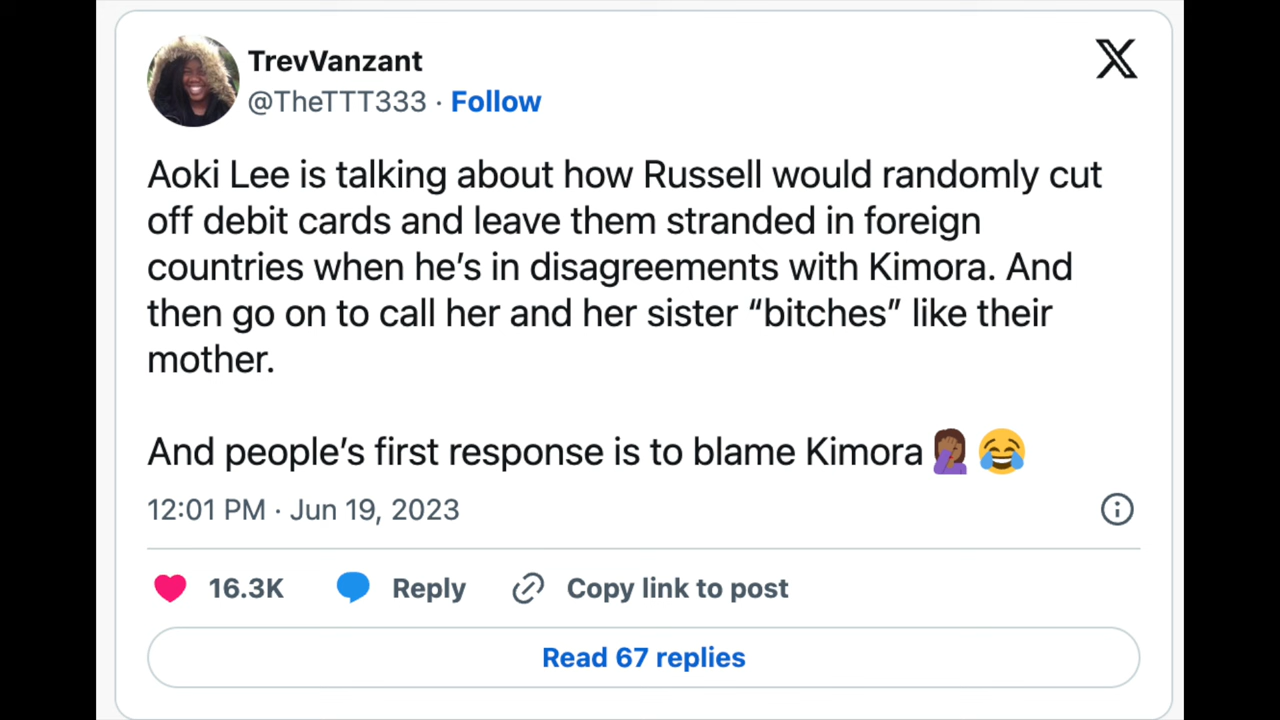 TrevVanzant
@TheTTT333 · Follow
Aoki Lee is talking about how Russell would randomly cut
off debit cards and leave them stranded in foreign
countries when he’s in disagreements with Kimora. And
then go on to call her and her sister “bitches” like their
mother.
And people’s first response is to blame Kimora🤦🏾‍♀️😂
12:01 PM · Jun 19, 2023
16.3K Reply Copy link to post
Read 67 replies